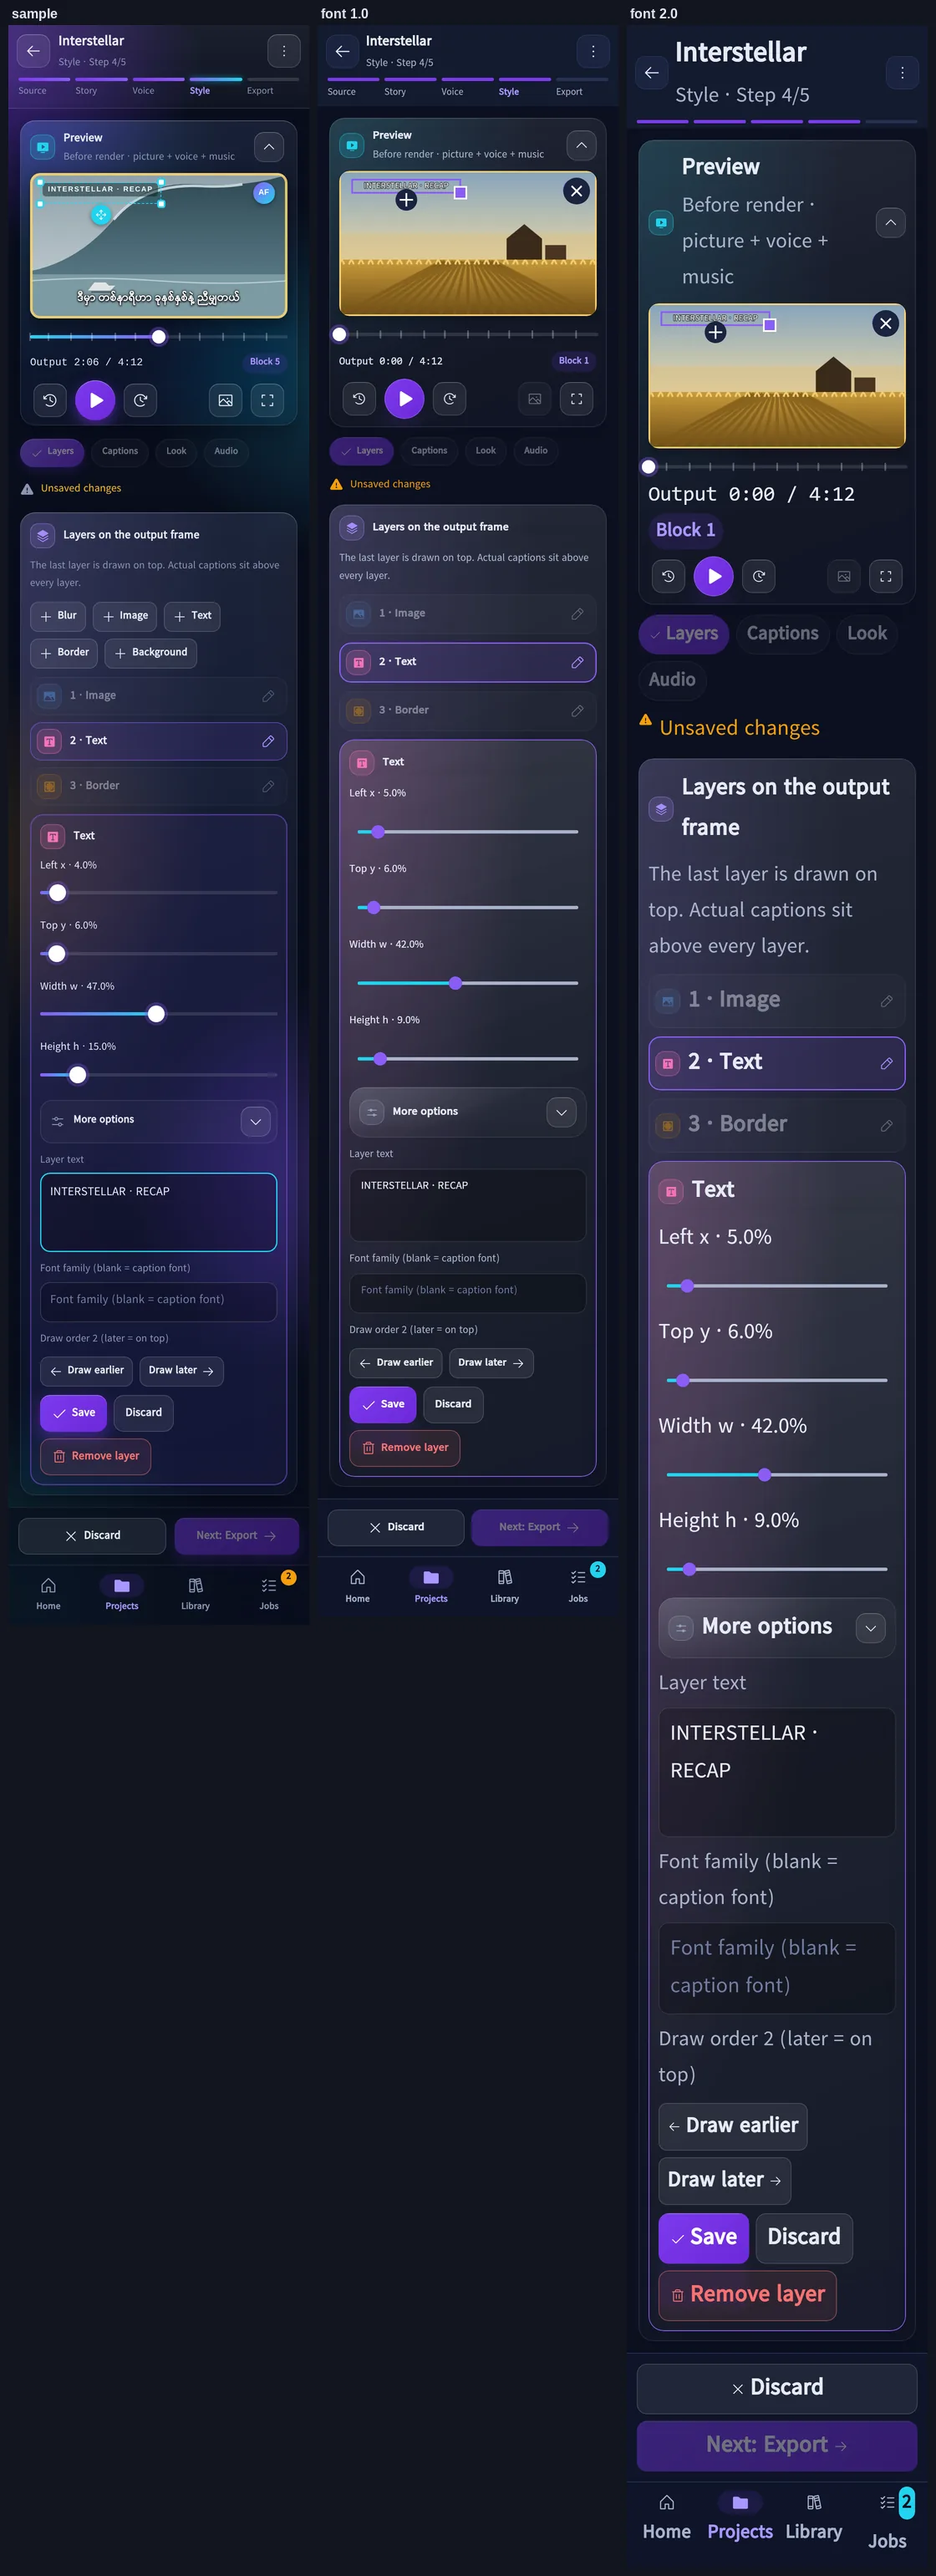 sample
Interstellar
Style · Step 4/5
Source Story Voice Style Export
Preview
Before render · picture + voice + music
INTERSTELLAR · RECAP
AF
ဒီမှာ တစ်နာရီဟာ ခုနစ်နှစ်နဲ့ ညီမျှတယ်
Output 2:06 / 4:12
Block 5
Layers Captions Look Audio
Unsaved changes
Layers on the output frame
The last layer is drawn on top. Actual captions sit above
every layer.
Blur Image Text
Border Background
1 · Image
2 · Text
3 · Border
Text
Left x · 4.0%
Top y · 6.0%
Width w · 47.0%
Height h · 15.0%
More options
Layer text
INTERSTELLAR · RECAP
Font family (blank = caption font)
Font family (blank = caption font)
Draw order 2 (later = on top)
← Draw earlier Draw later →
Save Discard
Remove layer
Discard Next: Export →
2
Home Projects Library Jobs
font 1.0
Interstellar
Style · Step 4/5
Source Story Voice Style Export
Preview
Before render · picture + voice + music
INTERSTELLAR · RECAP
Output 0:00 / 4:12
Block 1
Layers Captions Look Audio
Unsaved changes
Layers on the output frame
The last layer is drawn on top. Actual captions sit above
every layer.
1 · Image
2 · Text
3 · Border
Text
Left x · 5.0%
Top y · 6.0%
Width w · 42.0%
Height h · 9.0%
More options
Layer text
INTERSTELLAR · RECAP
Font family (blank = caption font)
Font family (blank = caption font)
Draw order 2 (later = on top)
← Draw earlier Draw later →
Save Discard
Remove layer
Discard Next: Export →
2
Home Projects Library Jobs
font 2.0
Interstellar
Style · Step 4/5
Preview
Before render ·
picture + voice +
music
INTERSTELLAR · RECAP
Output 0:00 / 4:12
Block 1
Layers Captions Look
Audio
Unsaved changes
Layers on the output
frame
The last layer is drawn on
top. Actual captions sit
above every layer.
1 · Image
2 · Text
3 · Border
Text
Left x · 5.0%
Top y · 6.0%
Width w · 42.0%
Height h · 9.0%
More options
Layer text
INTERSTELLAR ·
RECAP
Font family (blank =
caption font)
Font family (blank =
caption font)
Draw order 2 (later = on
top)
← Draw earlier
Draw later →
Save Discard
Remove layer
Discard
Next: Export →
2
Home Projects Library Jobs